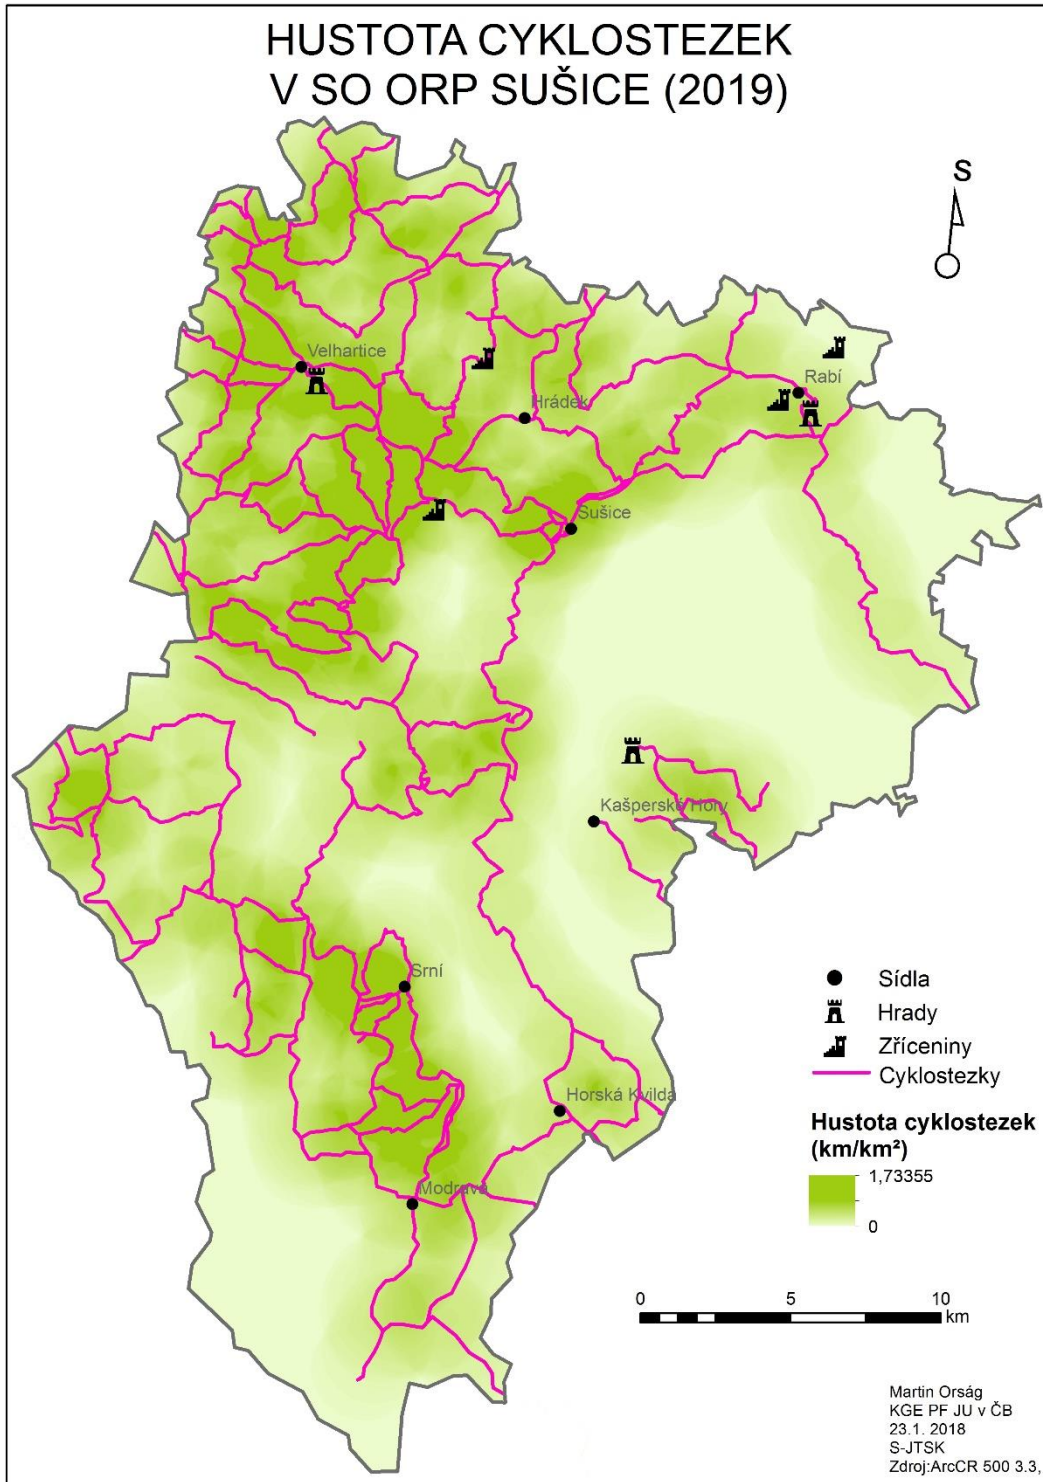 HUSTOTA CYKLOSTEZEK
V SO ORP SUŠICE (2019)
S
Velhartice
Rabí
Hrádek
Sušice
Kašperské Hory
Srní
Horská Kvilda
Modrava
Sídla
Hrady
Zříceniny
Cyklostezky
Hustota cyklostezek
(km/km²)
1,73355
0
0 5 10
km
Martin Orság
KGE PF JU v ČB
23.1. 2018
S-JTSK
Zdroj:ArcCR 500 3.3,